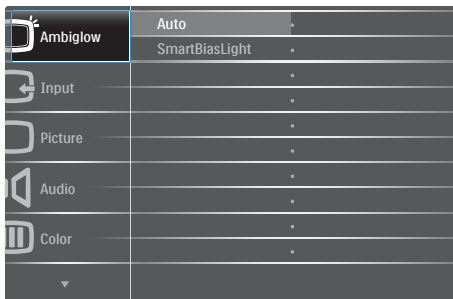 Ambiglow
Auto
SmartBiasLight
Input
Picture
Audio
Color